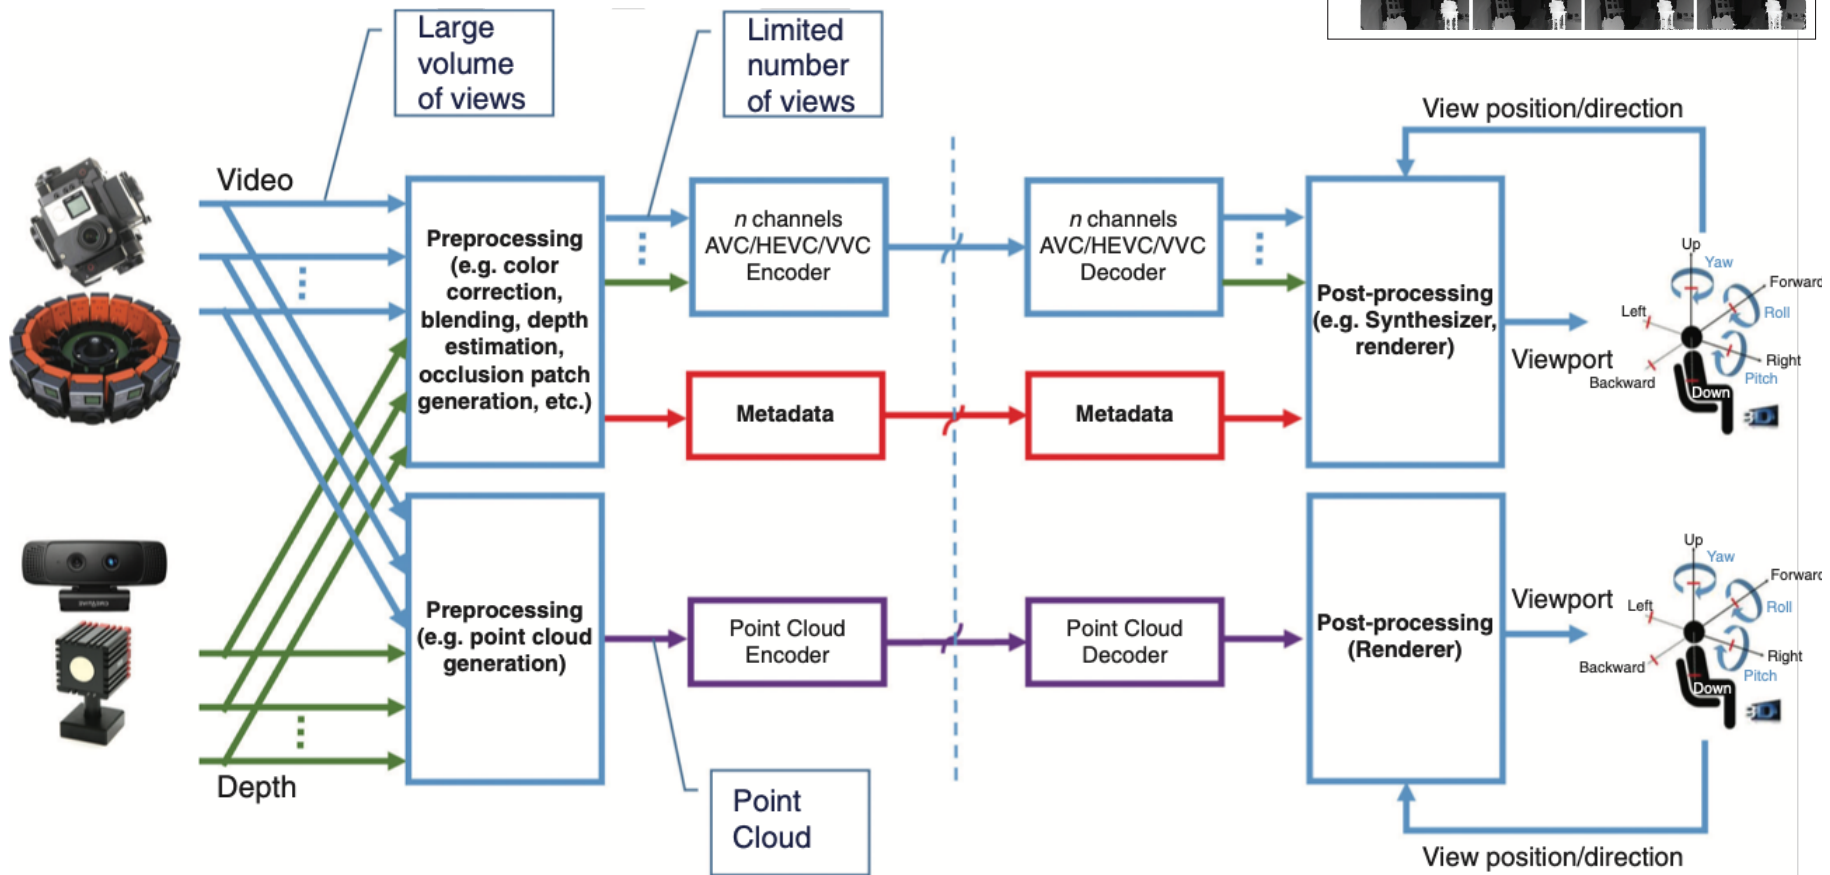 Large
volume
of views
Limited
number
of views
View position/direction
Video
Preprocessing
(e.g. color
correction,
blending, depth
estimation,
occlusion patch
generation, etc.)
n channels
AVC/HEVC/VVC
Encoder
n channels
AVC/HEVC/VVC
Decoder
Post-processing
(e.g. Synthesizer,
renderer)
Viewport
Up
Yaw
Forward
Roll
Left
Right
Pitch
Backward
Down
Metadata
Metadata
Preprocessing
(e.g. point cloud
generation)
Point Cloud
Encoder
Point Cloud
Decoder
Post-processing
(Renderer)
Viewport
Up
Yaw
Forward
Roll
Left
Right
Pitch
Backward
Down
Depth
Point
Cloud
View position/direction